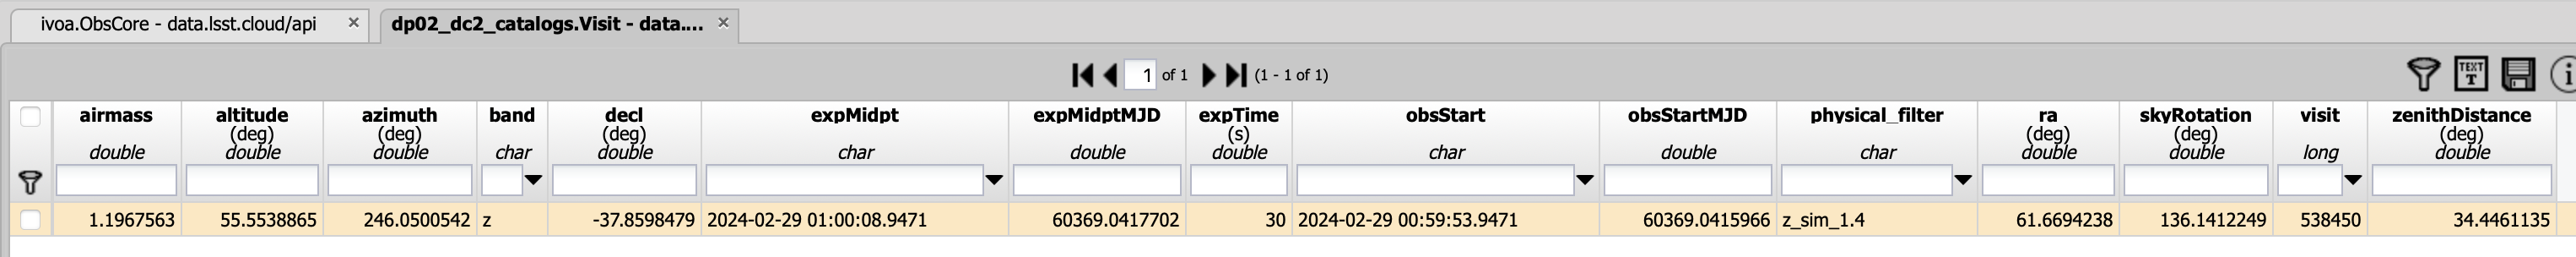 ivoa.ObsCore - data.lsst.cloud/api × dp02_dc2_catalogs.Visit - data.... ×
1 of 1 (1 - 1 of 1) TEXT T i
airmass altitude azimuth band decl expMidpt expMidptMJD expTime obsStart obsStartMJD physical_filter ra skyRotation visit zenithDistance
(deg) (deg) (deg) (s) (deg) (deg) (deg)
double double double char double char double double char double char double double long double
1.1967563 55.5538865 246.0500542 z -37.8598479 2024-02-29 01:00:08.9471 60369.0417702 30 2024-02-29 00:59:53.9471 60369.0415966 z_sim_1.4 61.6694238 136.1412249 538450 34.4461135